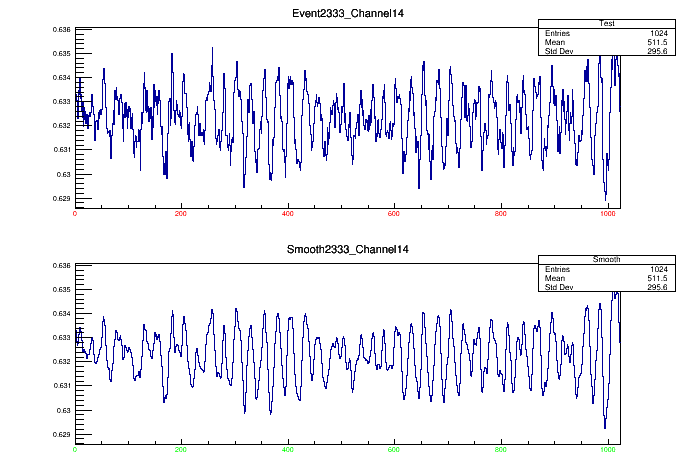 Event2333_Channel14
Test
Entries 1024
Mean 511.5
Std Dev 295.6
0.636
0.635
0.634
0.633
0.632
0.631
0.63
0.629
0 200 400 600 800 1000
Smooth2333_Channel14
Smooth
Entries 1024
Mean 511.5
Std Dev 295.6
0.636
0.635
0.634
0.633
0.632
0.631
0.63
0.629
0 200 400 600 800 1000